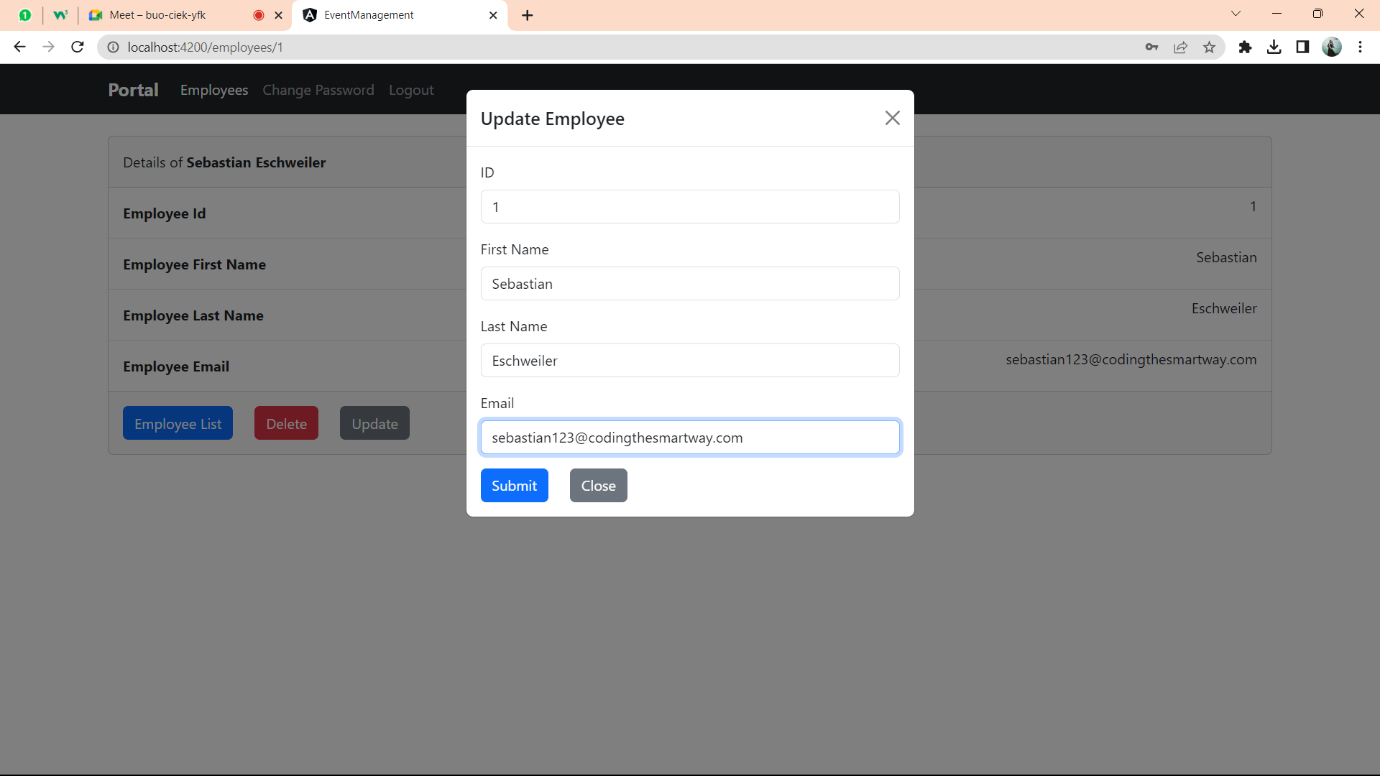 1
W3
Meet – buo-ciek-yfk
EventManagement
localhost:4200/employees/1
Portal Employees Change Password Logout
Details of Sebastian Eschweiler
Employee Id 1
Employee First Name Sebastian
Employee Last Name Eschweiler
Employee Email sebastian123@codingthesmartway.com
Employee List Delete Update
Update Employee
ID
1
First Name
Sebastian
Last Name
Eschweiler
Email
sebastian123@codingthesmartway.com
Submit Close